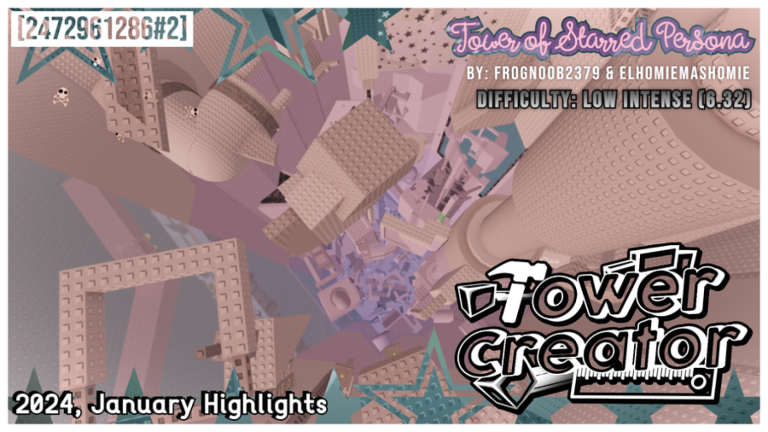 [2472961286#2]
Tower of Starred Persona
BY: FROGNOOB2379 & ELHOMIEMASHOMIE
DIFFICULTY: LOW INTENSE (6.32)
Tower
Creator
2024, January Highlights